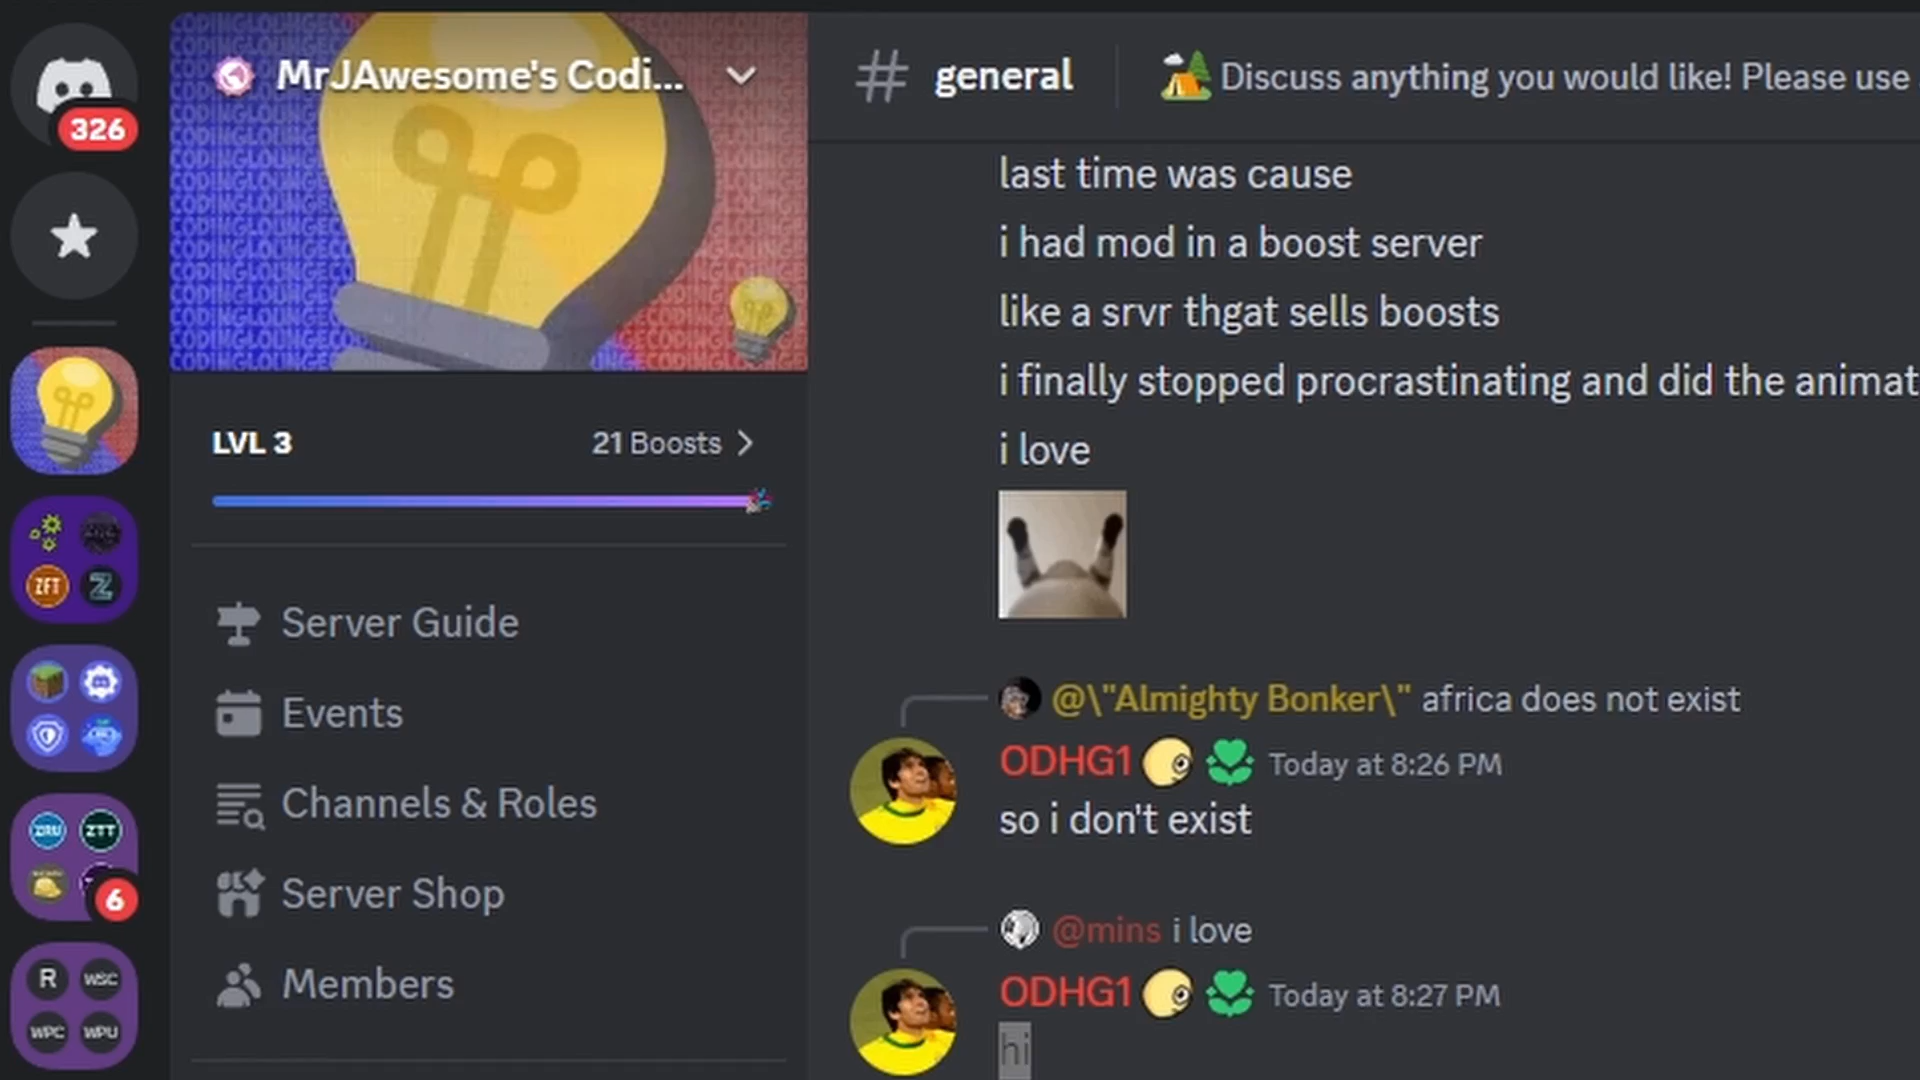 MrJAwesome's Codi...
# general
Discuss anything you would like! Please use
326
LVL 3
21 Boosts
Server Guide
Events
Channels & Roles
Server Shop
Members
ZFT
Z
ZRU
ZTT
6
R
WSC
WPC
WPU
last time was cause
i had mod in a boost server
like a srvr thgat sells boosts
i finally stopped procrastinating and did the animat
i love
@\"Almighty Bonker\" africa does not exist
ODHG1 Today at 8:26 PM
so i don't exist
@mins i love
ODHG1 Today at 8:27 PM
hi